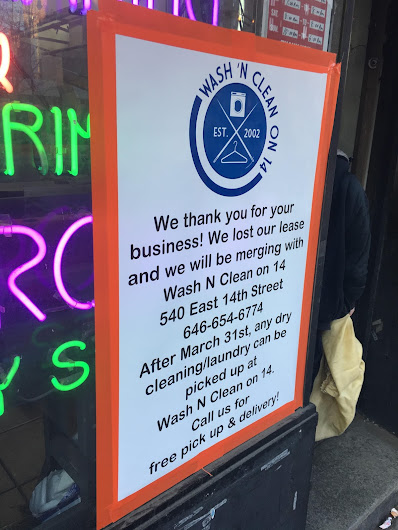 WASH 'N CLEAN ON 14
EST. 2002
We thank you for your
business! We lost our lease
and we will be merging with
Wash N Clean on 14
540 East 14th Street
646-654-6774
After March 31st, any dry
cleaning/laundry can be
picked up at
Wash N Clean on 14.
Call us for
free pick up & delivery!